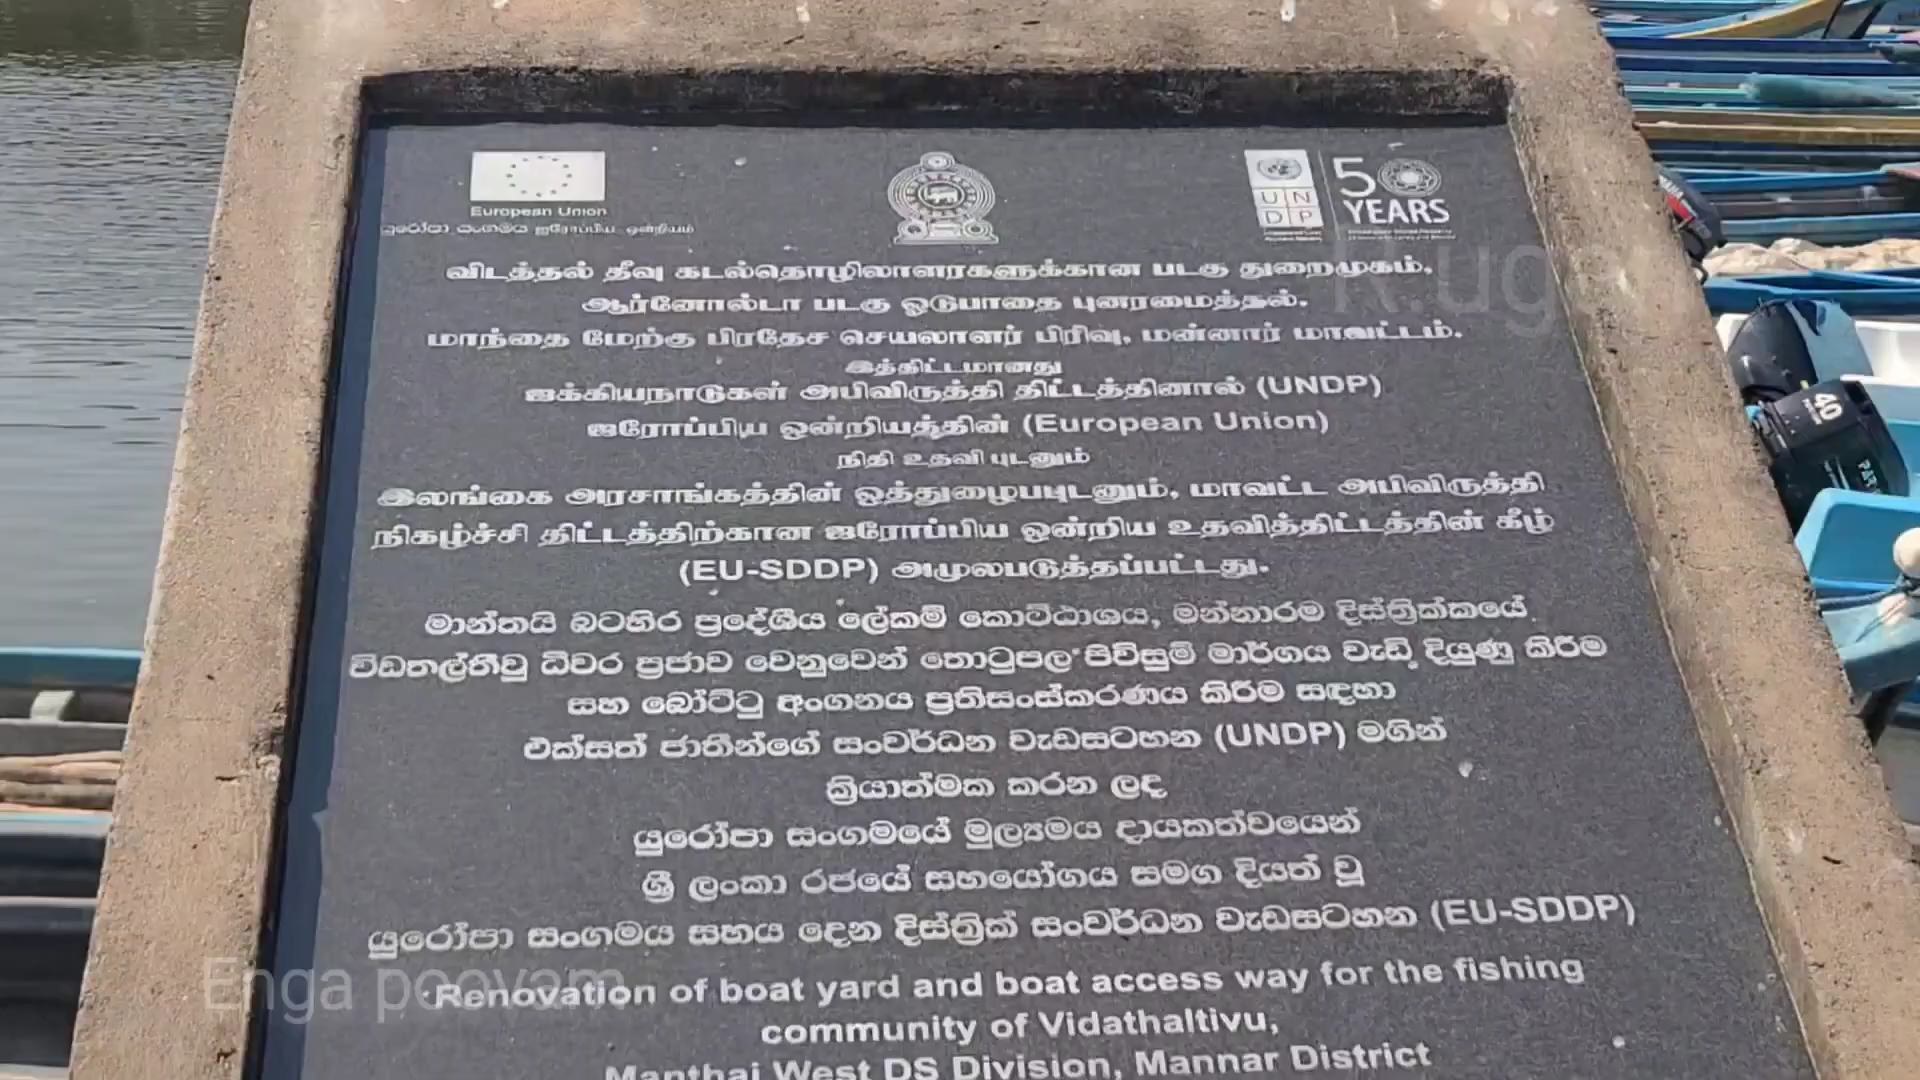 European Union
යුරෝපා සංගමය ஐரோப்பிய ஒன்றியம்
UN
DP
50
YEARS
விடத்தல் தீவு கடல்தொழிலாளரகளுக்கான படகு துறைமுகம்,
ஆர்னோல்டா படகு ஓடுபாதை புனரமைத்தல்.
மாந்தை மேற்கு பிரதேச செயலாளர் பிரிவு, மன்னார் மாவட்டம்.
இத்திட்டமானது
ஐக்கியநாடுகள் அபிவிருத்தி திட்டத்தினால் (UNDP)
ஐரோப்பிய ஒன்றியத்தின் (European Union)
நிதி உதவி புடனும்
இலங்கை அரசாங்கத்தின் ஒத்துழைபபுடனும், மாவட்ட அபிவிருத்தி
நிகழ்ச்சி திட்டத்திற்கான ஐரோப்பிய ஒன்றிய உதவித்திட்டத்தின் கீழ்
(EU-SDDP) அமுலபடுத்தப்பட்டது.
මාන්තයි බටහිර ප්‍රදේශීය ලේකම් කොට්ඨාශය, මන්නාරම දිස්ත්‍රික්කයේ
විඩතල්තීවු ධීවර ප්‍රජාව වෙනුවෙන් තොටුපල පිවිසුම් මාර්ගය වැඩි දියුණු කිරීම
සහ බෝට්ටු අංගනය ප්‍රතිසංස්කරණය කිරීම සඳහා
එක්සත් ජාතීන්ගේ සංවර්ධන වැඩසටහන (UNDP) මගින්
ක්‍රියාත්මක කරන ලද
යුරෝපා සංගමයේ මුල්‍යමය දායකත්වයෙන්
ශ්‍රී ලංකා රජයේ සහයෝගය සමග දියත් වූ
යුරෝපා සංගමය සහය දෙන දිස්ත්‍රික් සංවර්ධන වැඩසටහන (EU-SDDP)
Renovation of boat yard and boat access way for the fishing
community of Vidathaltivu,
Manthai West DS Division, Mannar District
Enga poovam
40